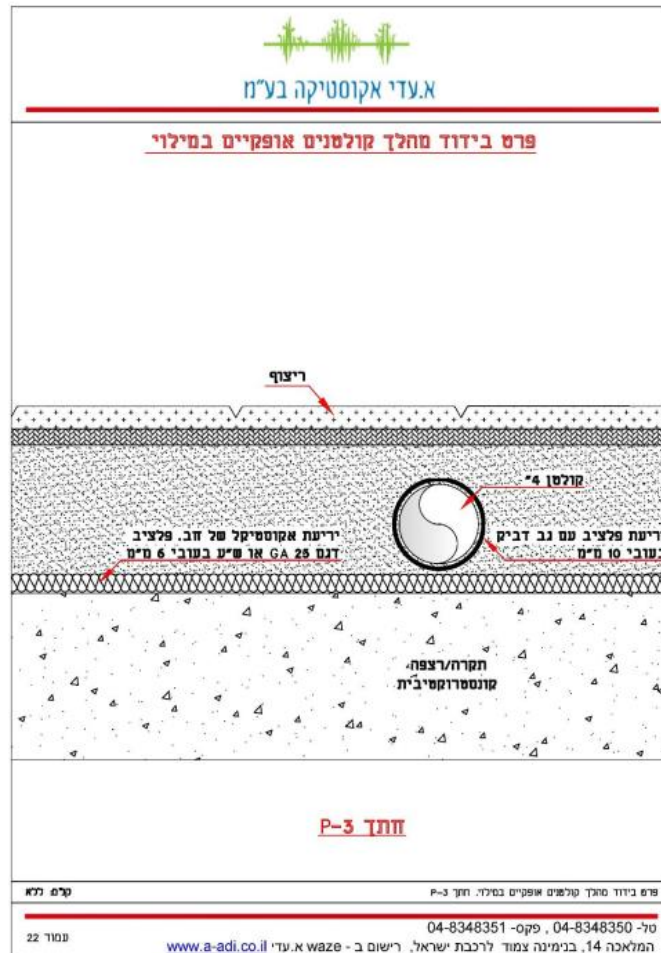 א.עדי אקוסטיקה בע"מ
פרט בידוד מהלך קולטנים אופקיים במילוי
ריצוף
קולטן 4"
יריעת פלציב עם גב דביק
בעובי 10 מ"מ
יריעת אקוסטיקל של חב. פלציב
דגם GA 25 או ש"ע בעובי 6 מ"מ
תקרה/רצפה
קונסטרוקטיבית
חתך P-3
פרט בידוד מהלך קולטנים אופקיים במילוי. חתך P-3
קנ"מ: ללא
טל- 04-8348350 , פקס- 04-8348351
המלאכה 14, בנימינה צמוד לרכבת ישראל, רישום ב - waze א.עדי www.a-adi.co.il
עמוד 22